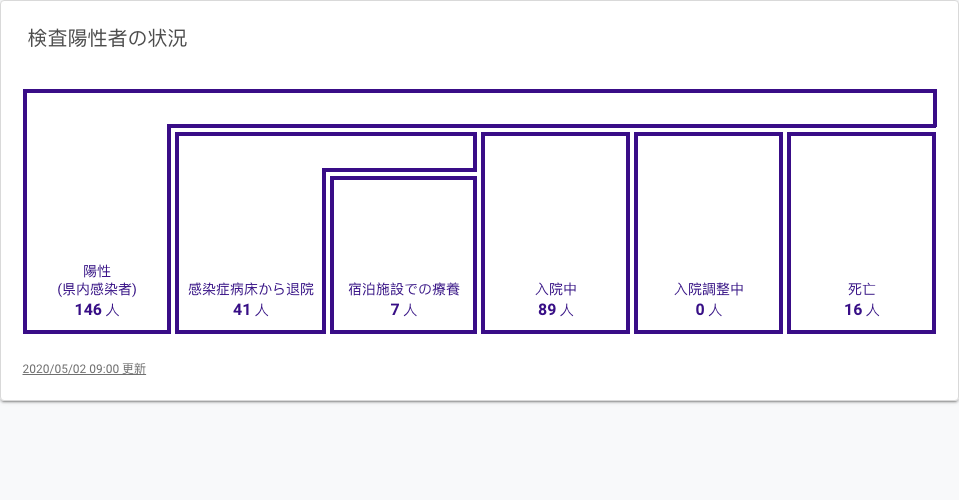 検査陽性者の状況
陽性
(県内感染者)
146 人
感染症病床から退院
41 人
宿泊施設での療養
7 人
入院中
89 人
入院調整中
0 人
死亡
16 人
2020/05/02 09:00 更新